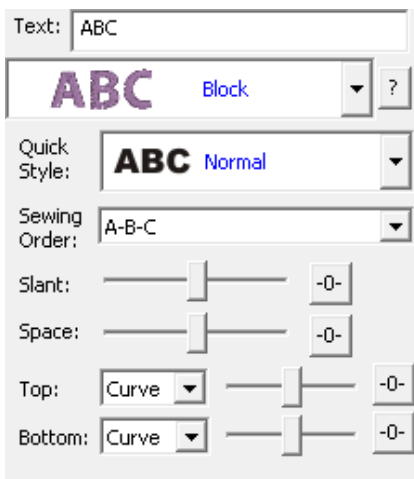 Text: ABC
ABC Block ?
Quick Style: ABC Normal
Sewing Order: A-B-C
Slant: -0-
Space: -0-
Top: Curve -0-
Bottom: Curve -0-